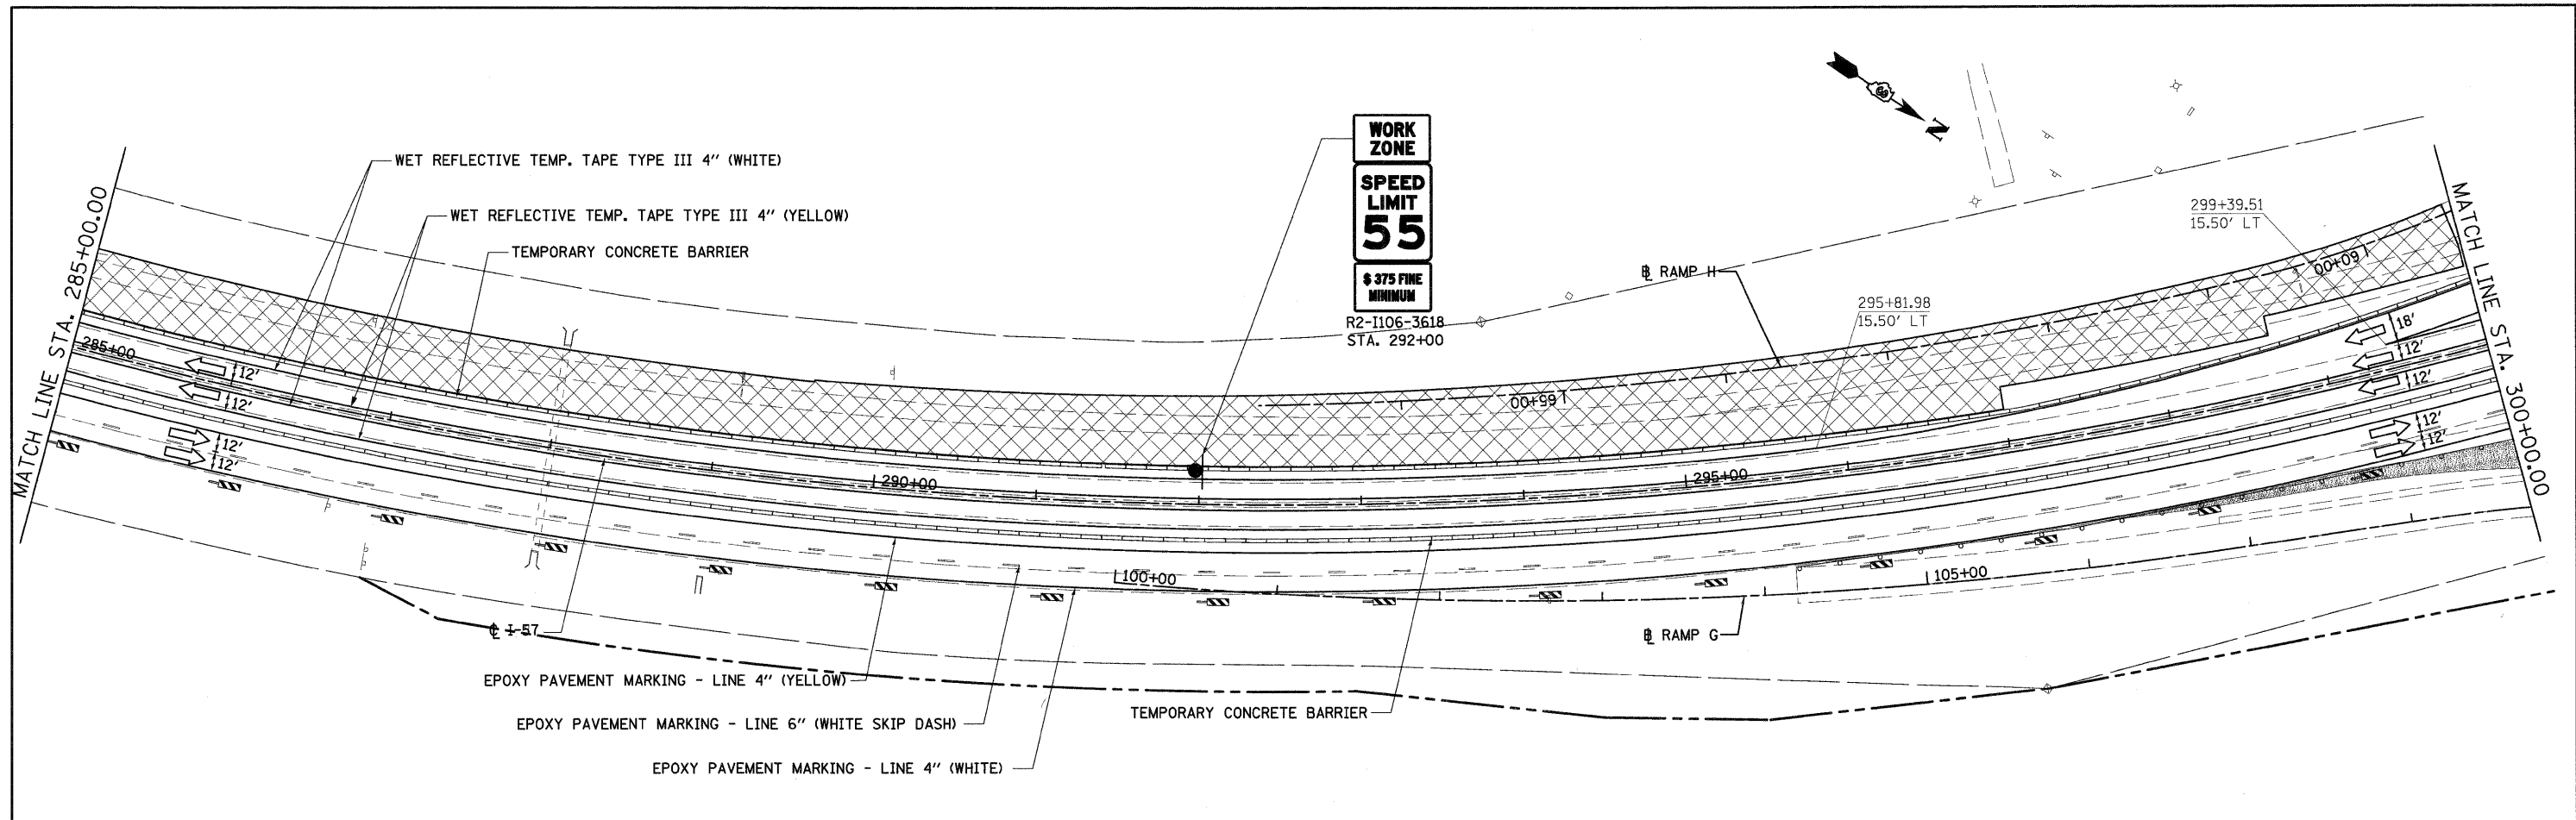 WORK
ZONE
SPEED
LIMIT
55
$ 375 FINE
MINIMUM
R2-I106-3618
STA. 292+00
N
WET REFLECTIVE TEMP. TAPE TYPE III 4" (WHITE)
WET REFLECTIVE TEMP. TAPE TYPE III 4" (YELLOW)
TEMPORARY CONCRETE BARRIER
MATCH LINE STA. 285+00.00
MATCH LINE STA. 300+00.00
299+39.51
15.50' LT
295+81.98
15.50' LT
℄ RAMP H
60+00
65+00
285+00
290+00
295+00
12'
12'
12'
12'
18'
12'
12'
12'
12'
100+00
105+00
℄ I-57
℄ RAMP G
EPOXY PAVEMENT MARKING - LINE 4" (YELLOW)
EPOXY PAVEMENT MARKING - LINE 6" (WHITE SKIP DASH)
EPOXY PAVEMENT MARKING - LINE 4" (WHITE)
TEMPORARY CONCRETE BARRIER